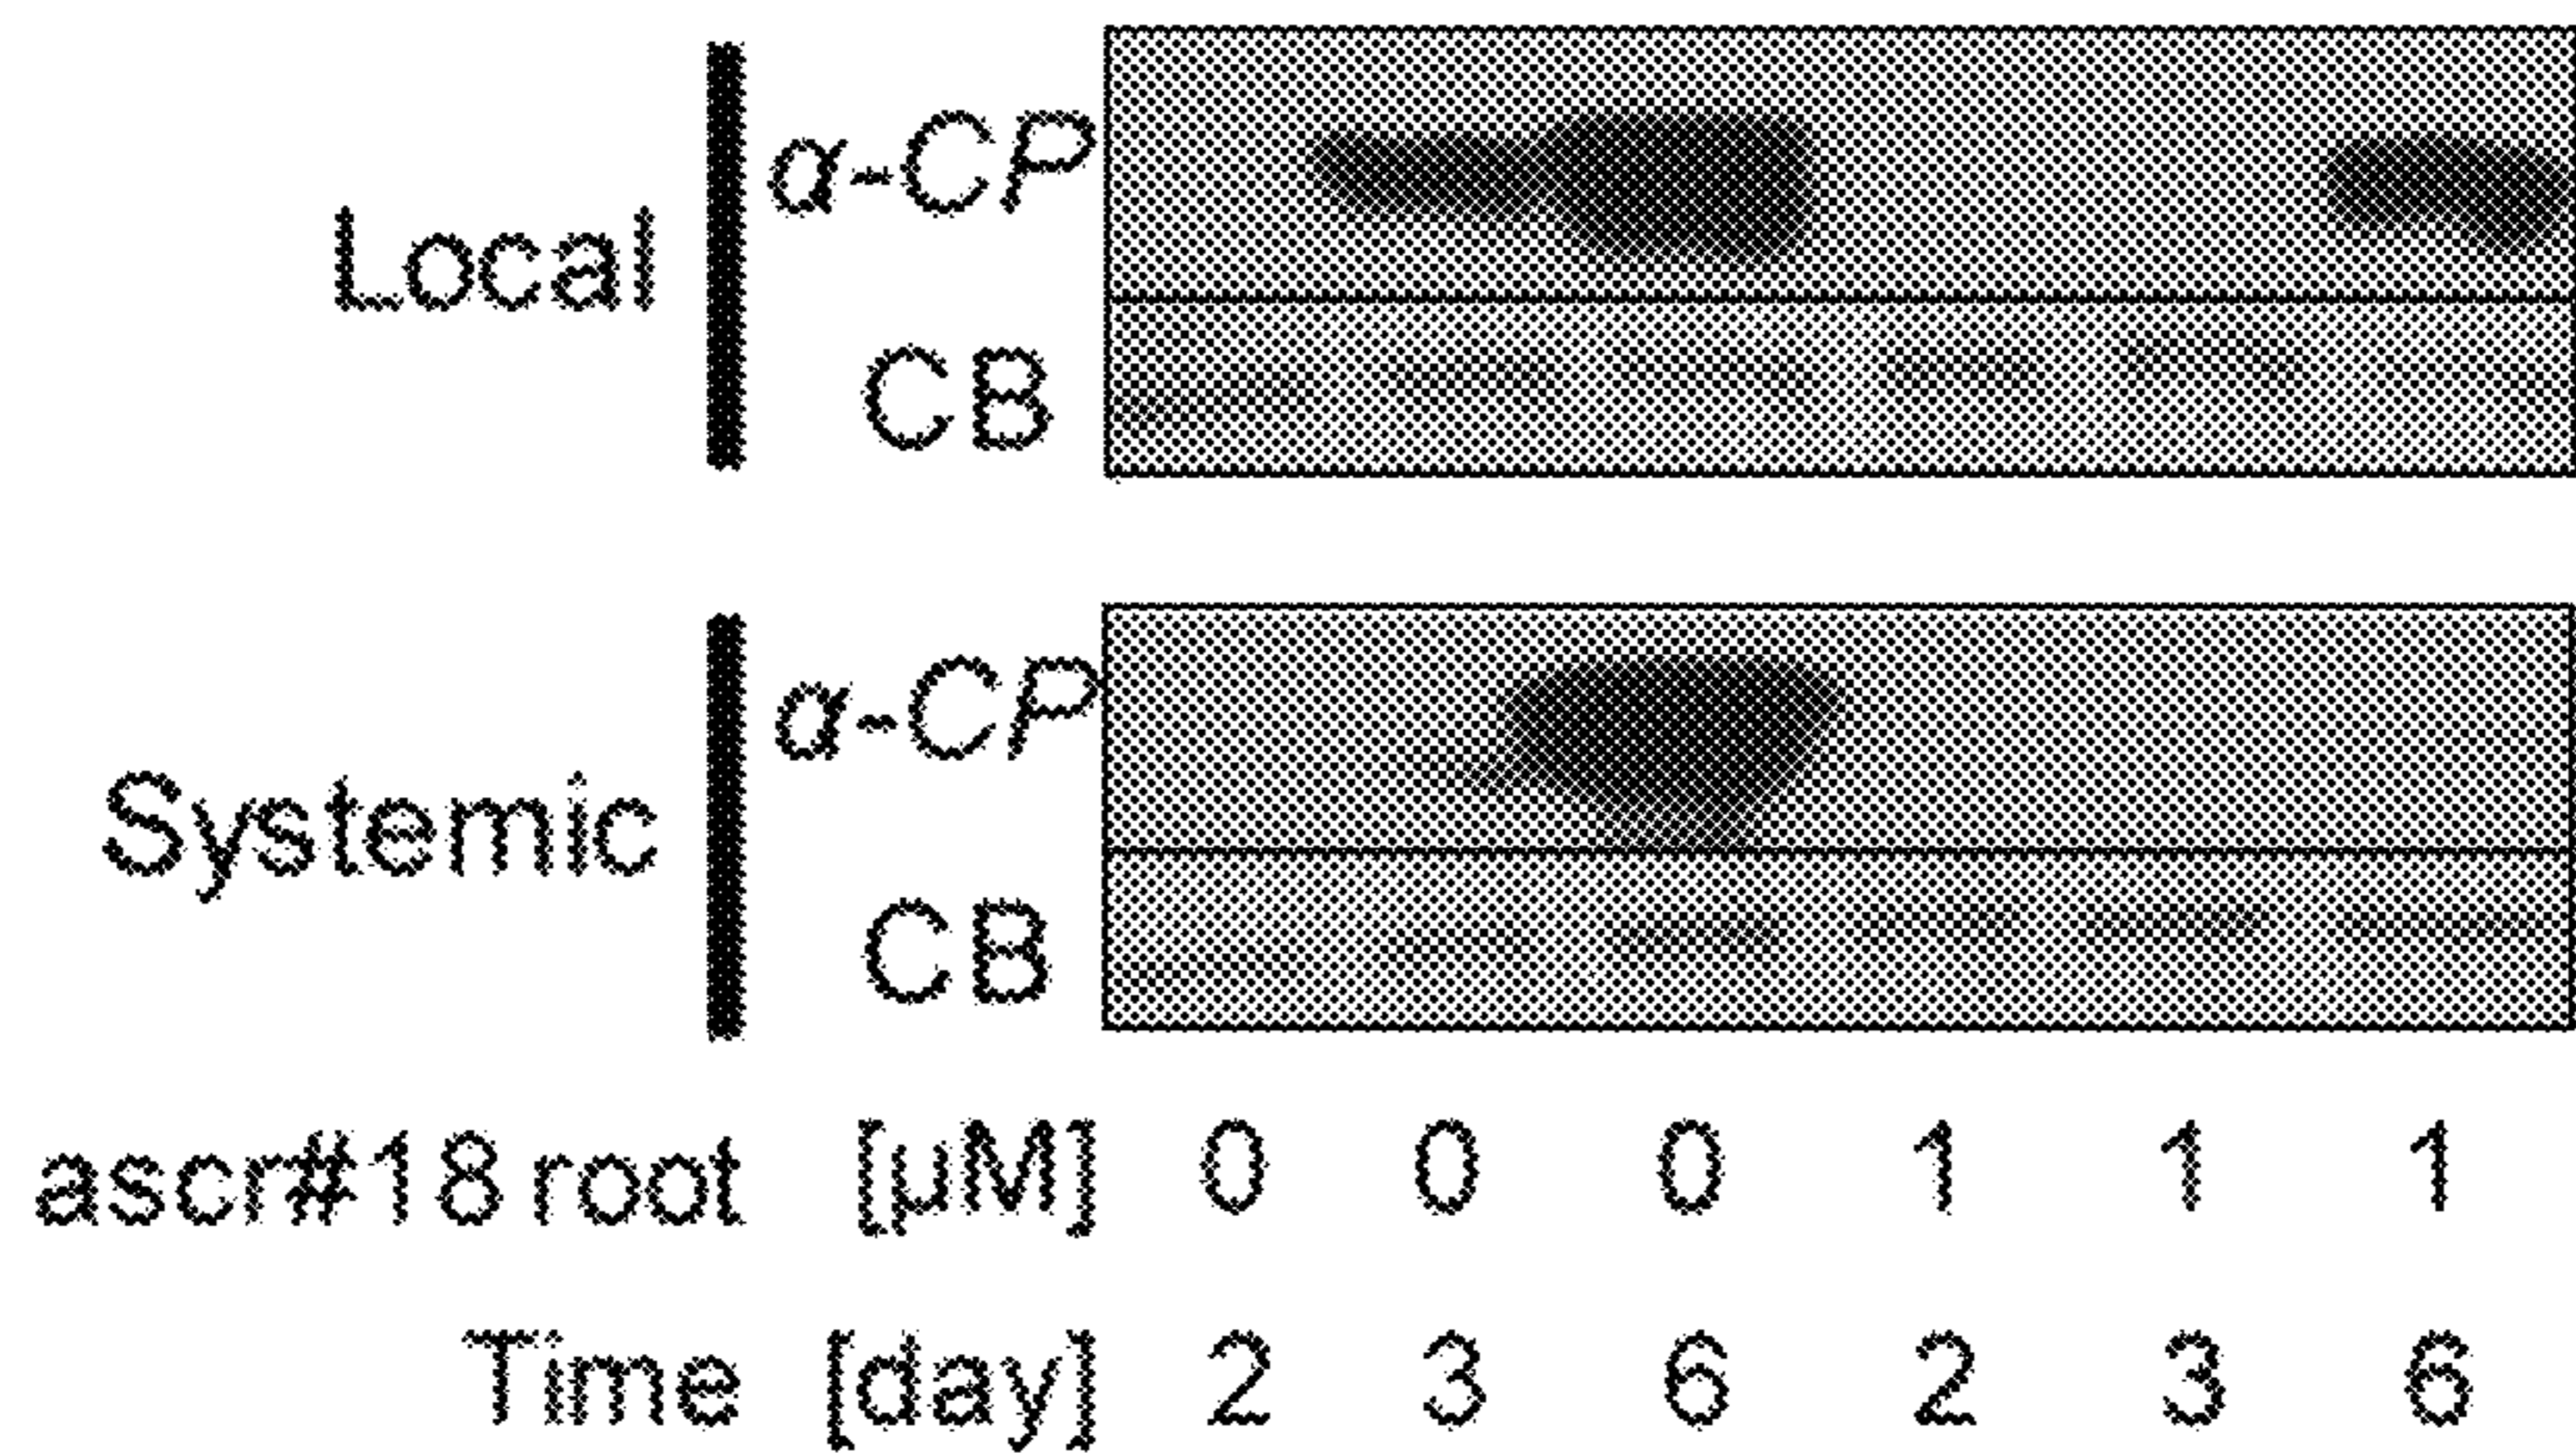 Local
α-CP
CB
Systemic
α-CP
CB
ascr#18 root [µM] 0 0 0 1 1 1
Time [day] 2 3 6 2 3 6